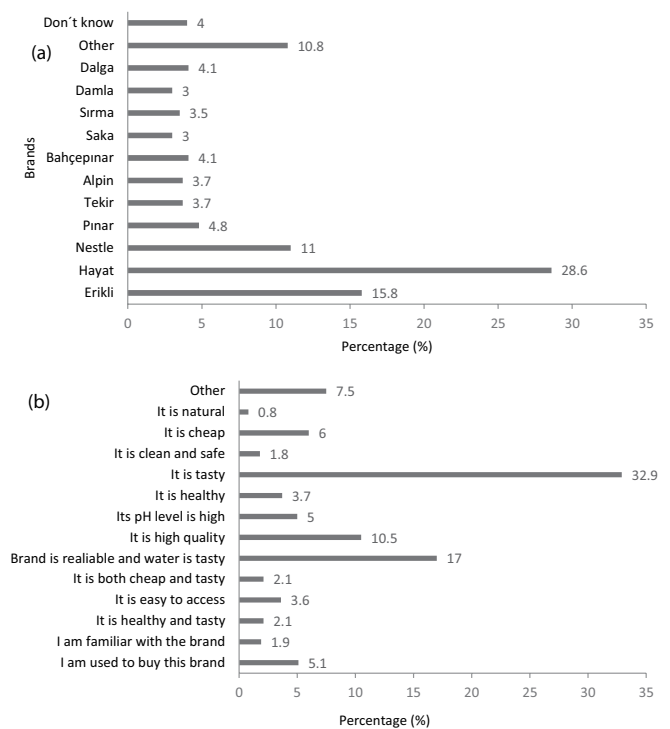 (a)
Brands
Don´t know 4
Other 10.8
Dalga 4.1
Damla 3
Sırma 3.5
Saka 3
Bahçepınar 4.1
Alpin 3.7
Tekir 3.7
Pınar 4.8
Nestle 11
Hayat 28.6
Erikli 15.8
0 5 10 15 20 25 30 35
Percentage (%)
(b)
Other 7.5
It is natural 0.8
It is cheap 6
It is clean and safe 1.8
It is tasty 32.9
It is healthy 3.7
Its pH level is high 5
It is high quality 10.5
Brand is realiable and water is tasty 17
It is both cheap and tasty 2.1
It is easy to access 3.6
It is healthy and tasty 2.1
I am familiar with the brand 1.9
I am used to buy this brand 5.1
0 5 10 15 20 25 30 35
Percentage (%)